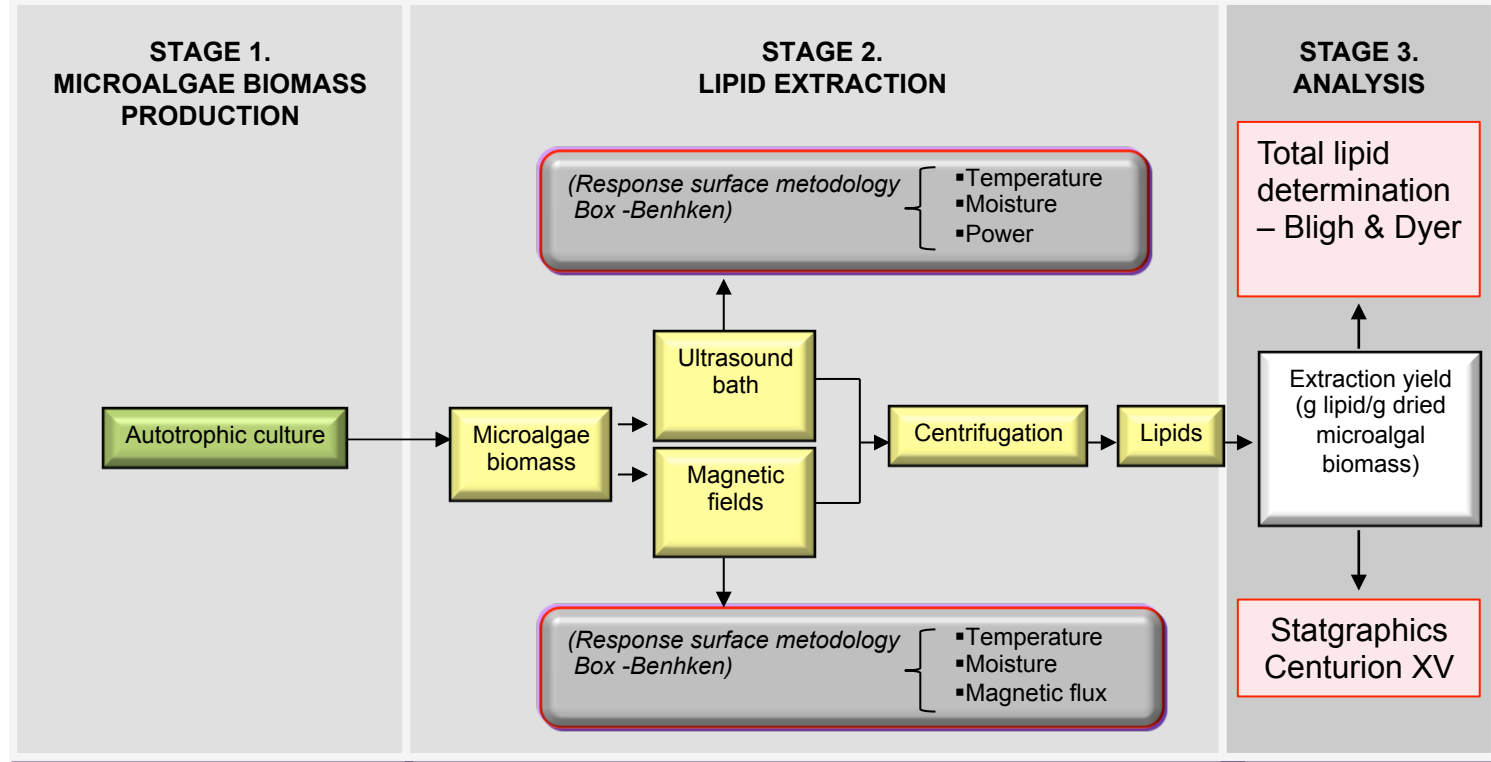 STAGE 1.
MICROALGAE BIOMASS
PRODUCTION
STAGE 2.
LIPID EXTRACTION
STAGE 3.
ANALYSIS
(Response surface metodology
Box -Benhken)
▪Temperature
▪Moisture
▪Power
Total lipid
determination
– Bligh & Dyer
Autotrophic culture
Microalgae
biomass
Ultrasound
bath
Magnetic
fields
Centrifugation
Lipids
Extraction yield
(g lipid/g dried
microalgal
biomass)
(Response surface metodology
Box -Benhken)
▪Temperature
▪Moisture
▪Magnetic flux
Statgraphics
Centurion XV